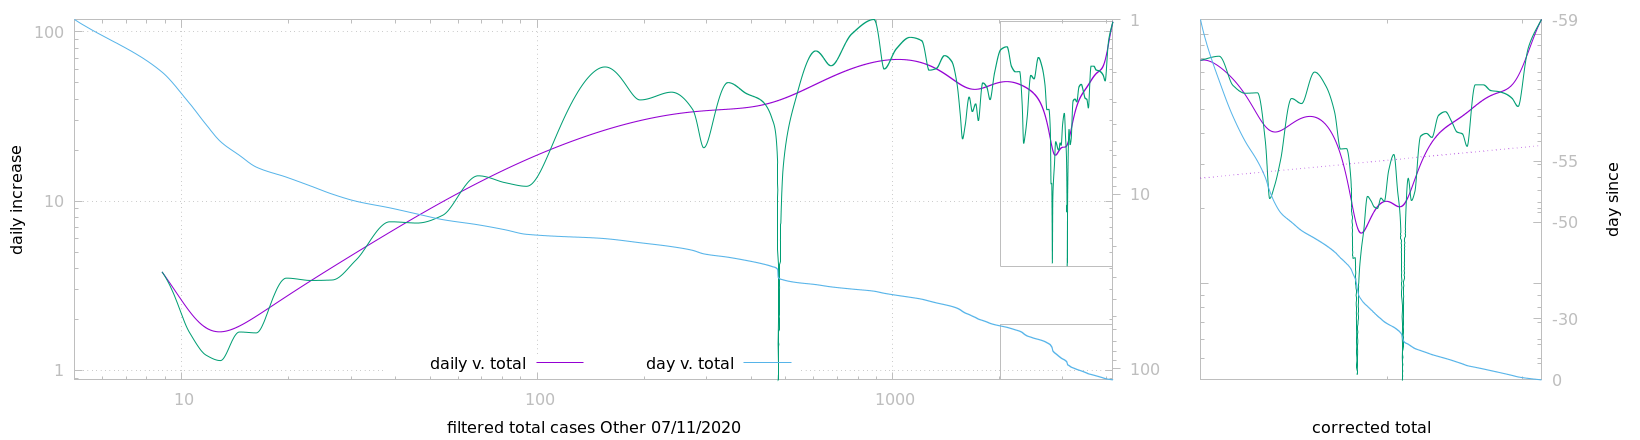 100
10
1
daily increase
10
100
1000
1
10
100
daily v. total
day v. total
filtered total cases Other 07/11/2020
-59
-55
-50
-30
0
day since
corrected total